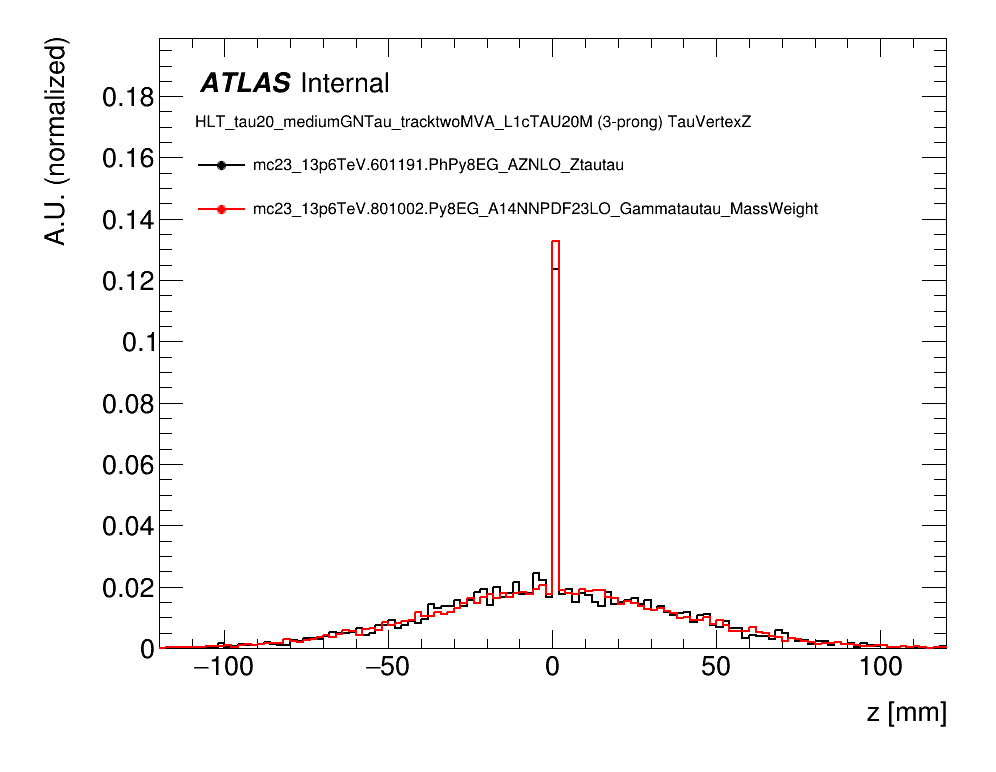 A.U. (normalized)
ATLAS Internal
HLT_tau20_mediumGNTau_tracktwoMVA_L1cTAU20M (3-prong) TauVertexZ
mc23_13p6TeV.601191.PhPy8EG_AZNLO_Ztautau
mc23_13p6TeV.801002.Py8EG_A14NNPDF23LO_Gammatautau_MassWeight
0.18
0.16
0.14
0.12
0.1
0.08
0.06
0.04
0.02
0
−100 −50 0 50 100
z [mm]